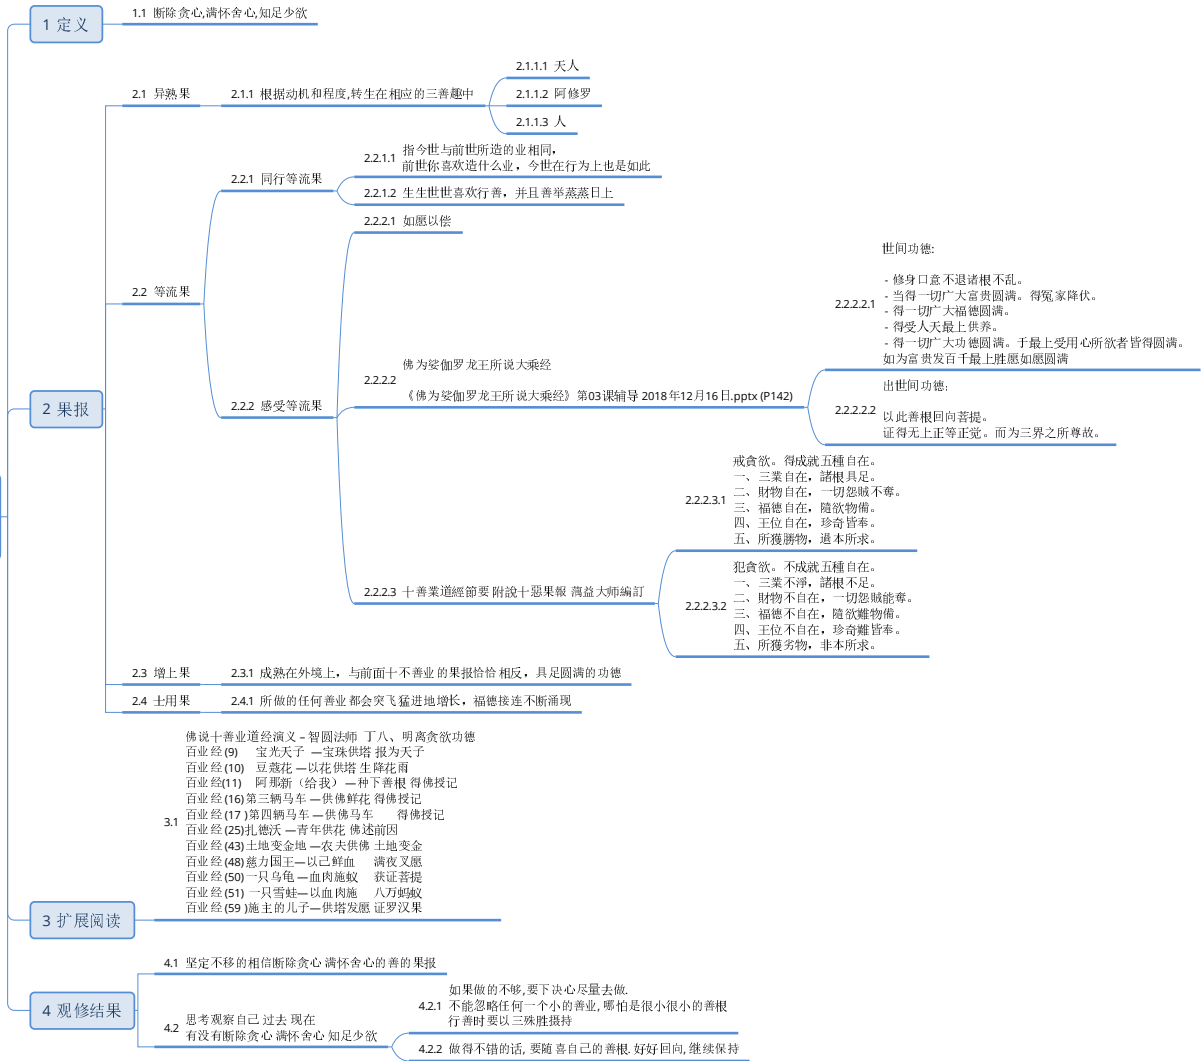 1 定义
1.1 断除贪心,满怀舍心,知足少欲
2 果报
2.1 异熟果
2.1.1 根据动机和程度,转生在相应的三善趣中
2.1.1.1 天人
2.1.1.2 阿修罗
2.1.1.3 人
2.2 等流果
2.2.1 同行等流果
2.2.1.1 指今世与前世所造的业相同，
前世你喜欢造什么业，今世在行为上也是如此
2.2.1.2 生生世世喜欢行善，并且善举蒸蒸日上
2.2.2 感受等流果
2.2.2.1 如愿以偿
2.2.2.2 佛为娑伽罗龙王所说大乘经
《佛为娑伽罗龙王所说大乘经》第03课辅导 2018年12月16日.pptx (P142)
2.2.2.2.1 世间功德:
- 修身口意不退诸根不乱。
- 当得一切广大富贵圆满。得冤家降伏。
- 得一切广大福德圆满。
- 得受人天最上供养。
- 得一切广大功德圆满。于最上受用心所欲者皆得圆满。
如为富贵发百千最上胜愿如愿圆满
2.2.2.2.2 出世间功德:
以此善根回向菩提。
证得无上正等正觉。而为三界之所尊故。
2.2.2.3 十善業道經節要 附說十惡果報 蕅益大师編訂
2.2.2.3.1 戒貪欲。得成就五種自在。
一、三業自在，諸根具足。
二、財物自在，一切怨賊不奪。
三、福德自在，隨欲物備。
四、王位自在，珍奇皆奉。
五、所獲勝物，過本所求。
2.2.2.3.2 犯貪欲。不成就五種自在。
一、三業不淨，諸根不足。
二、財物不自在，一切怨賊能奪。
三、福德不自在，隨欲難物備。
四、王位不自在，珍奇難皆奉。
五、所獲劣物，非本所求。
2.3 增上果
2.3.1 成熟在外境上，与前面十不善业的果报恰恰相反，具足圆满的功德
2.4 士用果
2.4.1 所做的任何善业都会突飞猛进地增长，福德接连不断涌现
3 扩展阅读
3.1 佛说十善业道经演义 – 智圆法师 丁八、明离贪欲功德
百业经 (9) 宝光天子 —宝珠供塔 报为天子
百业经 (10) 豆蔻花 —以花供塔 生降花雨
百业经(11) 阿那新（给我）—种下善根 得佛授记
百业经 (16) 第三辆马车 —供佛鲜花 得佛授记
百业经 (17 )第四辆马车 —供佛马车 得佛授记
百业经 (25)扎德沃 —青年供花 佛述前因
百业经 (43) 土地变金地 —农夫供佛 土地变金
百业经 (48) 慈力国王—以己鲜血 满夜叉愿
百业经 (50) 一只乌龟 —血肉施蚁 获证菩提
百业经 (51) 一只雪蛙—以血肉施 八万蚂蚁
百业经 (59 )施主的儿子—供塔发愿 证罗汉果
4 观修结果
4.1 坚定不移的相信断除贪心 满怀舍心的善的果报
4.2 思考观察自己 过去 现在
有没有断除贪心 满怀舍心 知足少欲
4.2.1 如果做的不够,要下决心尽量去做.
不能忽略任何一个小的善业, 哪怕是很小很小的善根
行善时要以三殊胜摄持
4.2.2 做得不错的话, 要随喜自己的善根. 好好回向, 继续保持